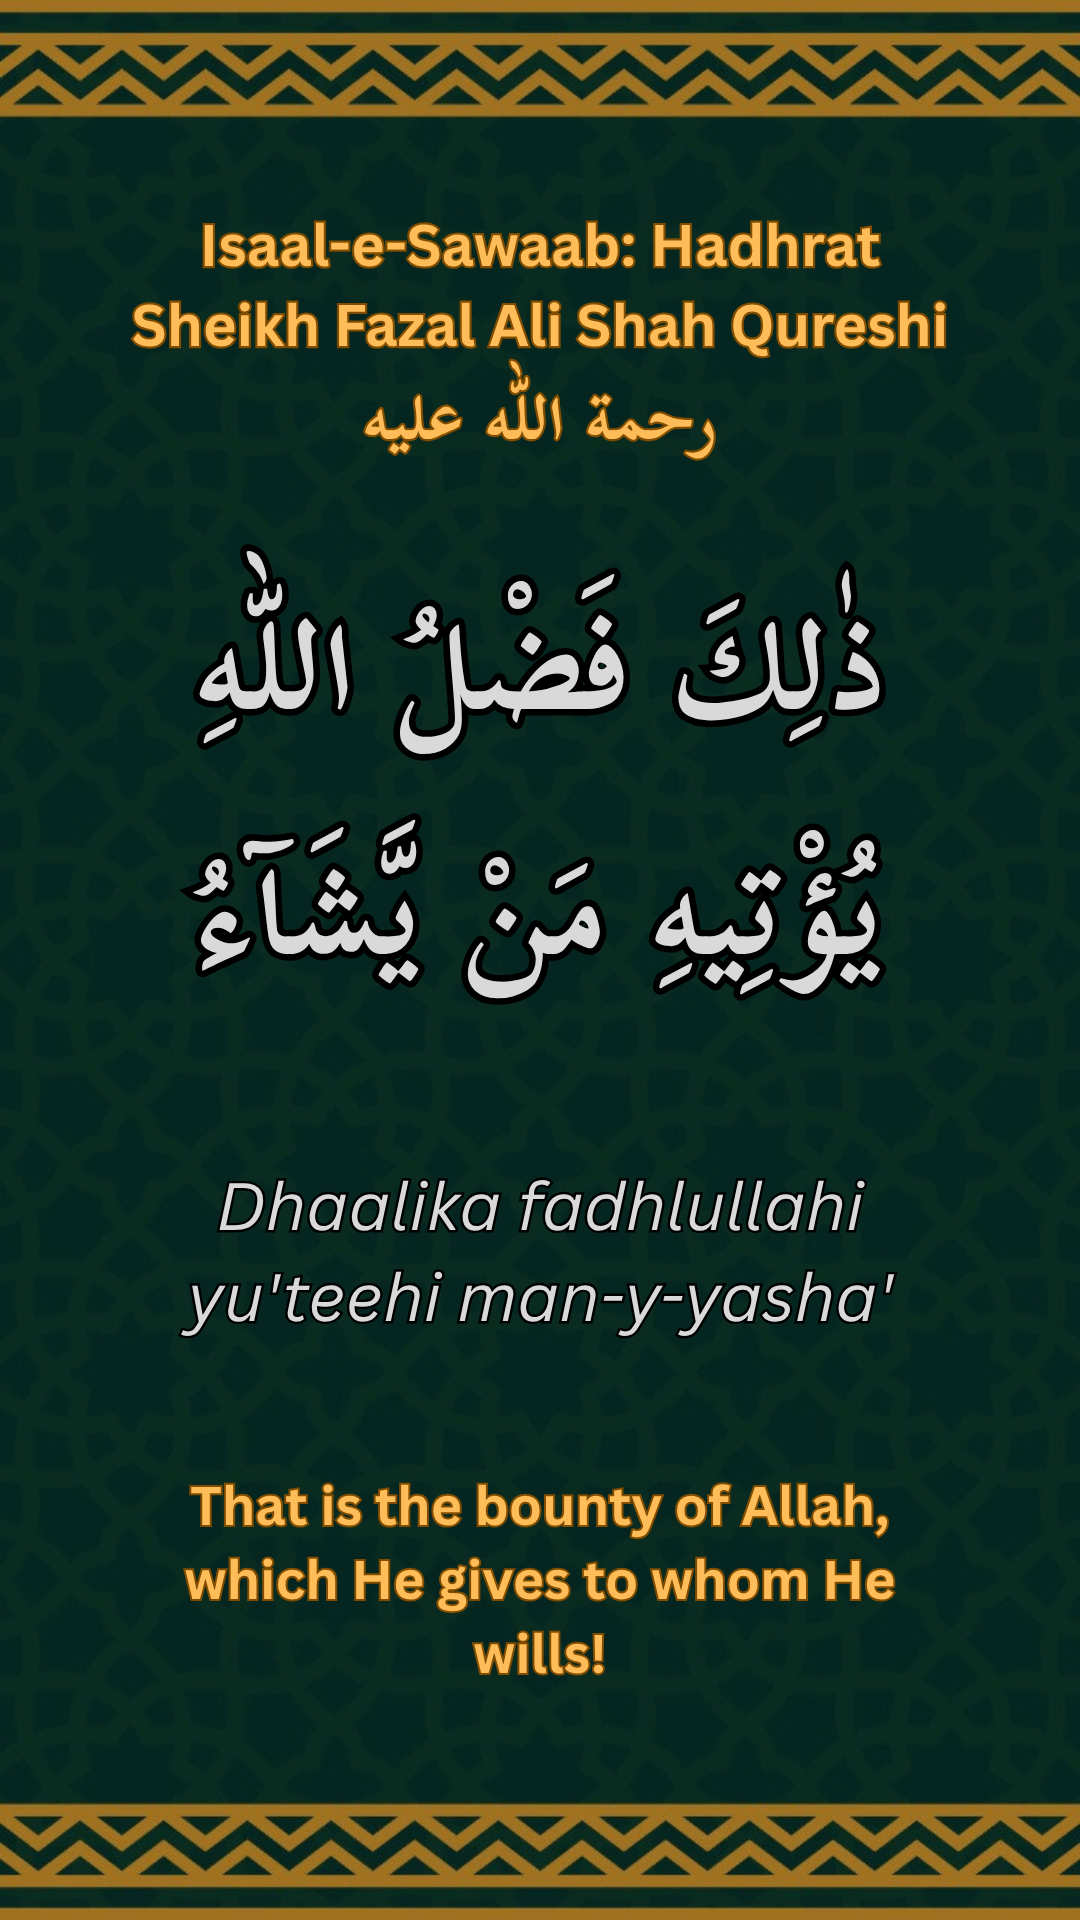 Isaal-e-Sawaab: Hadhrat
Sheikh Fazal Ali Shah Qureshi
رحمة الله عليه
ذٰلِكَ فَضْلُ اللّٰهِ
يُؤْتِيهِ مَنْ يَّشَآءُ
Dhaalika fadhlullahi
yu'teehi man-y-yasha'
That is the bounty of Allah,
which He gives to whom He
wills!